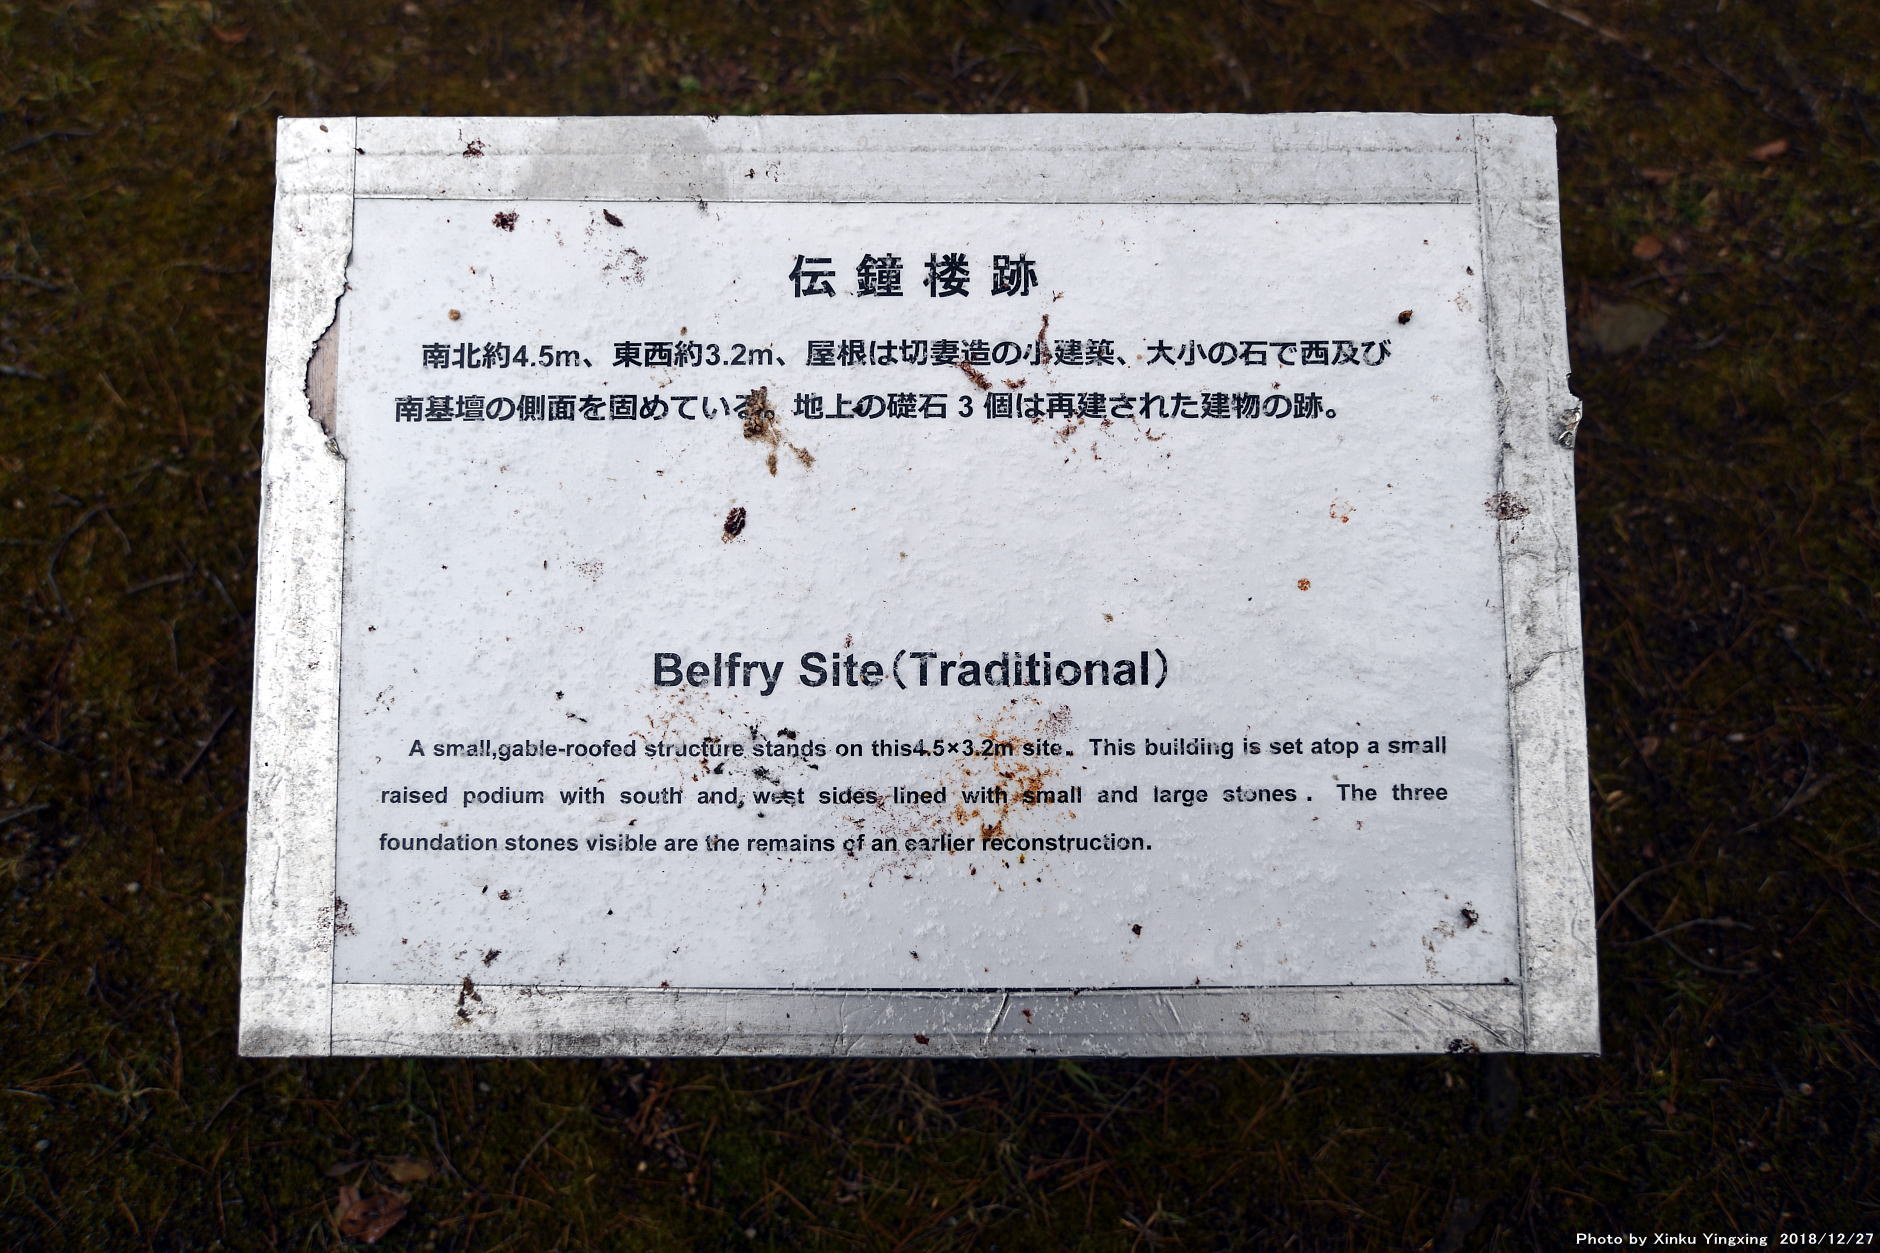 伝鐘楼跡
南北約4.5m、東西約3.2m、屋根は切妻造の小建築、大小の石で西及び
南基壇の側面を固めている。地上の礎石 3 個は再建された建物の跡。
Belfry Site(Traditional)
A small,gable-roofed structure stands on this4.5×3.2m site. This building is set atop a small
raised podium with south and west sides lined with small and large stones. The three
foundation stones visible are the remains of an earlier reconstruction.
Photo by Xinku Yingxing 2018/12/27